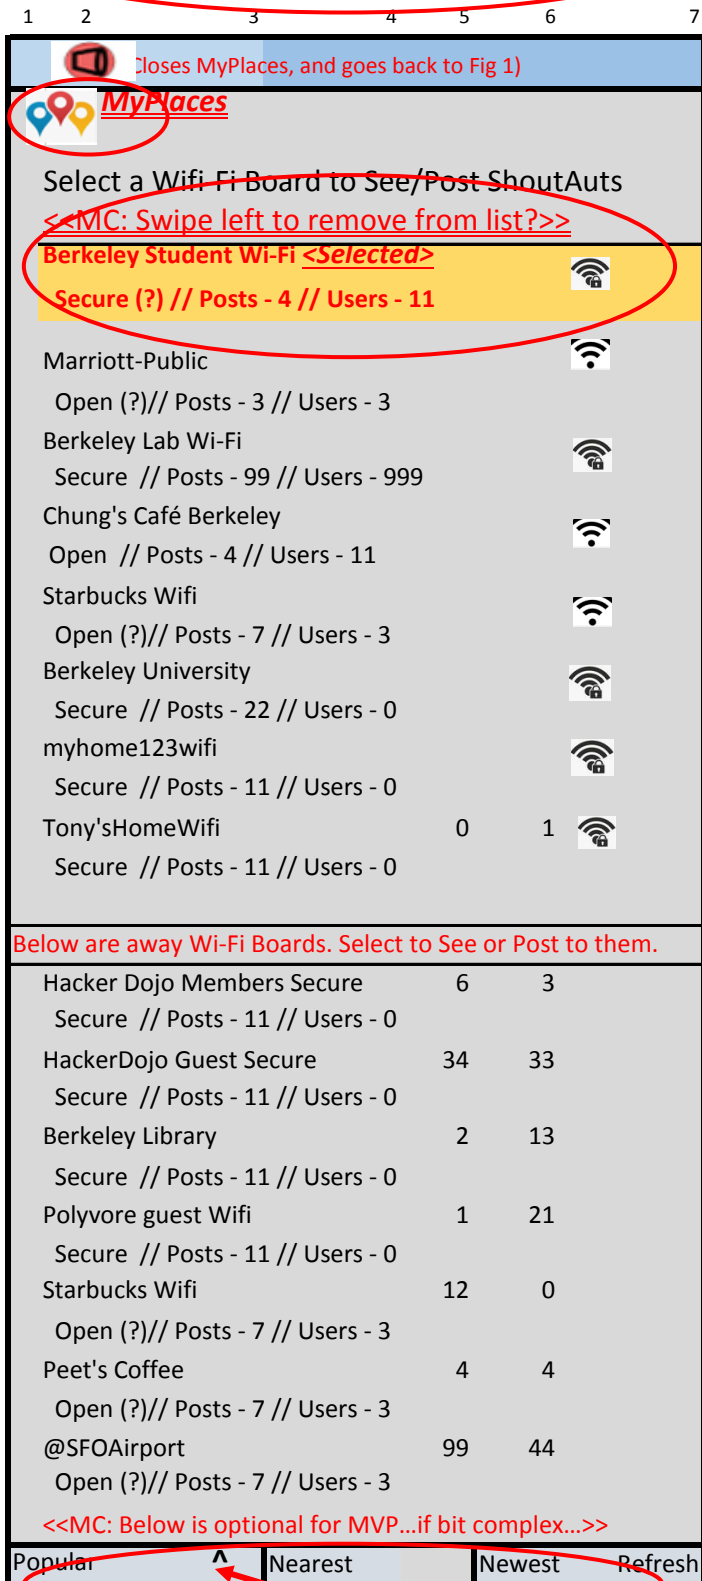 1 2 3 4 5 6 7
Closes MyPlaces, and goes back to Fig 1)
MyPlaces
Select a Wifi-Fi Board to See/Post ShoutAuts
<<MC: Swipe left to remove from list?>>
Berkeley Student Wi-Fi <Selected>
Secure (?) // Posts - 4 // Users - 11
Marriott-Public
Open (?)// Posts - 3 // Users - 3
Berkeley Lab Wi-Fi
Secure // Posts - 99 // Users - 999
Chung's Café Berkeley
Open // Posts - 4 // Users - 11
Starbucks Wifi
Open (?)// Posts - 7 // Users - 3
Berkeley University
Secure // Posts - 22 // Users - 0
myhome123wifi
Secure // Posts - 11 // Users - 0
Tony'sHomeWifi 0 1
Secure // Posts - 11 // Users - 0
Below are away Wi-Fi Boards. Select to See or Post to them.
Hacker Dojo Members Secure 6 3
Secure // Posts - 11 // Users - 0
HackerDojo Guest Secure 34 33
Secure // Posts - 11 // Users - 0
Berkeley Library 2 13
Secure // Posts - 11 // Users - 0
Polyvore guest Wifi 1 21
Secure // Posts - 11 // Users - 0
Starbucks Wifi 12 0
Open (?)// Posts - 7 // Users - 3
Peet's Coffee 4 4
Open (?)// Posts - 7 // Users - 3
@SFOAirport 99 44
Open (?)// Posts - 7 // Users - 3
<<MC: Below is optional for MVP...if bit complex...>>
Popular ^ Nearest Newest Refresh